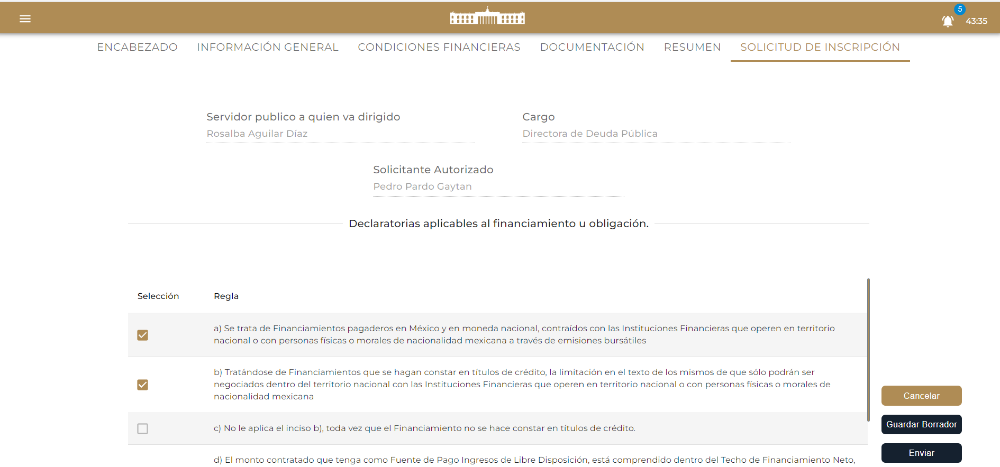 5
43:35
ENCABEZADO INFORMACIÓN GENERAL CONDICIONES FINANCIERAS DOCUMENTACIÓN RESUMEN SOLICITUD DE INSCRIPCIÓN
Servidor publico a quien va dirigido
Rosalba Aguilar Díaz
Cargo
Directora de Deuda Pública
Solicitante Autorizado
Pedro Pardo Gaytan
Declaratorias aplicables al financiamiento u obligación.
Selección Regla
a) Se trata de Financiamientos pagaderos en México y en moneda nacional, contraídos con las Instituciones Financieras que operen en territorio
nacional o con personas físicas o morales de nacionalidad mexicana a través de emisiones bursátiles
b) Tratándose de Financiamientos que se hagan constar en títulos de crédito, la limitación en el texto de los mismos de que sólo podrán ser
negociados dentro del territorio nacional con las Instituciones Financieras que operen en territorio nacional o con personas físicas o morales de
nacionalidad mexicana
c) No le aplica el inciso b), toda vez que el Financiamiento no se hace constar en títulos de crédito.
d) El monto contratado que tenga como Fuente de Pago Ingresos de Libre Disposición, está comprendido dentro del Techo de Financiamiento Neto,
Cancelar
Guardar Borrador
Enviar